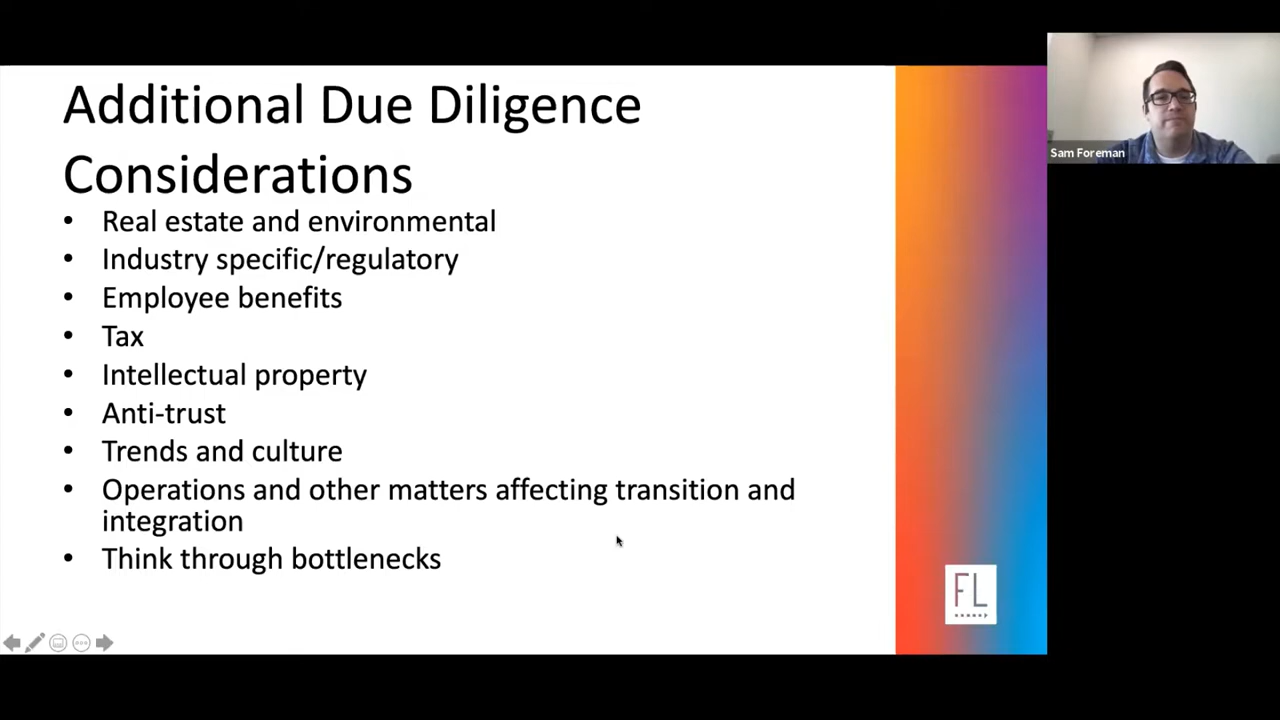 Additional Due Diligence
Considerations
• Real estate and environmental
• Industry specific/regulatory
• Employee benefits
• Tax
• Intellectual property
• Anti-trust
• Trends and culture
• Operations and other matters affecting transition and
integration
• Think through bottlenecks
FL
Sam Foreman